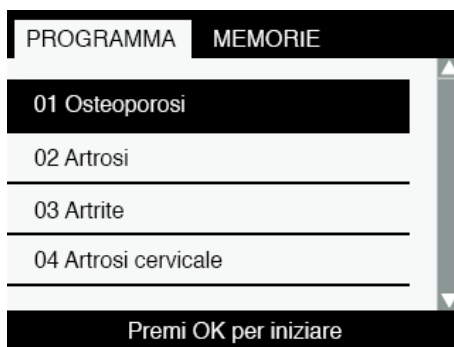 PROGRAMMA MEMORIE
01 Osteoporosi
02 Artrosi
03 Artrite
04 Artrosi cervicale
Premi OK per iniziare